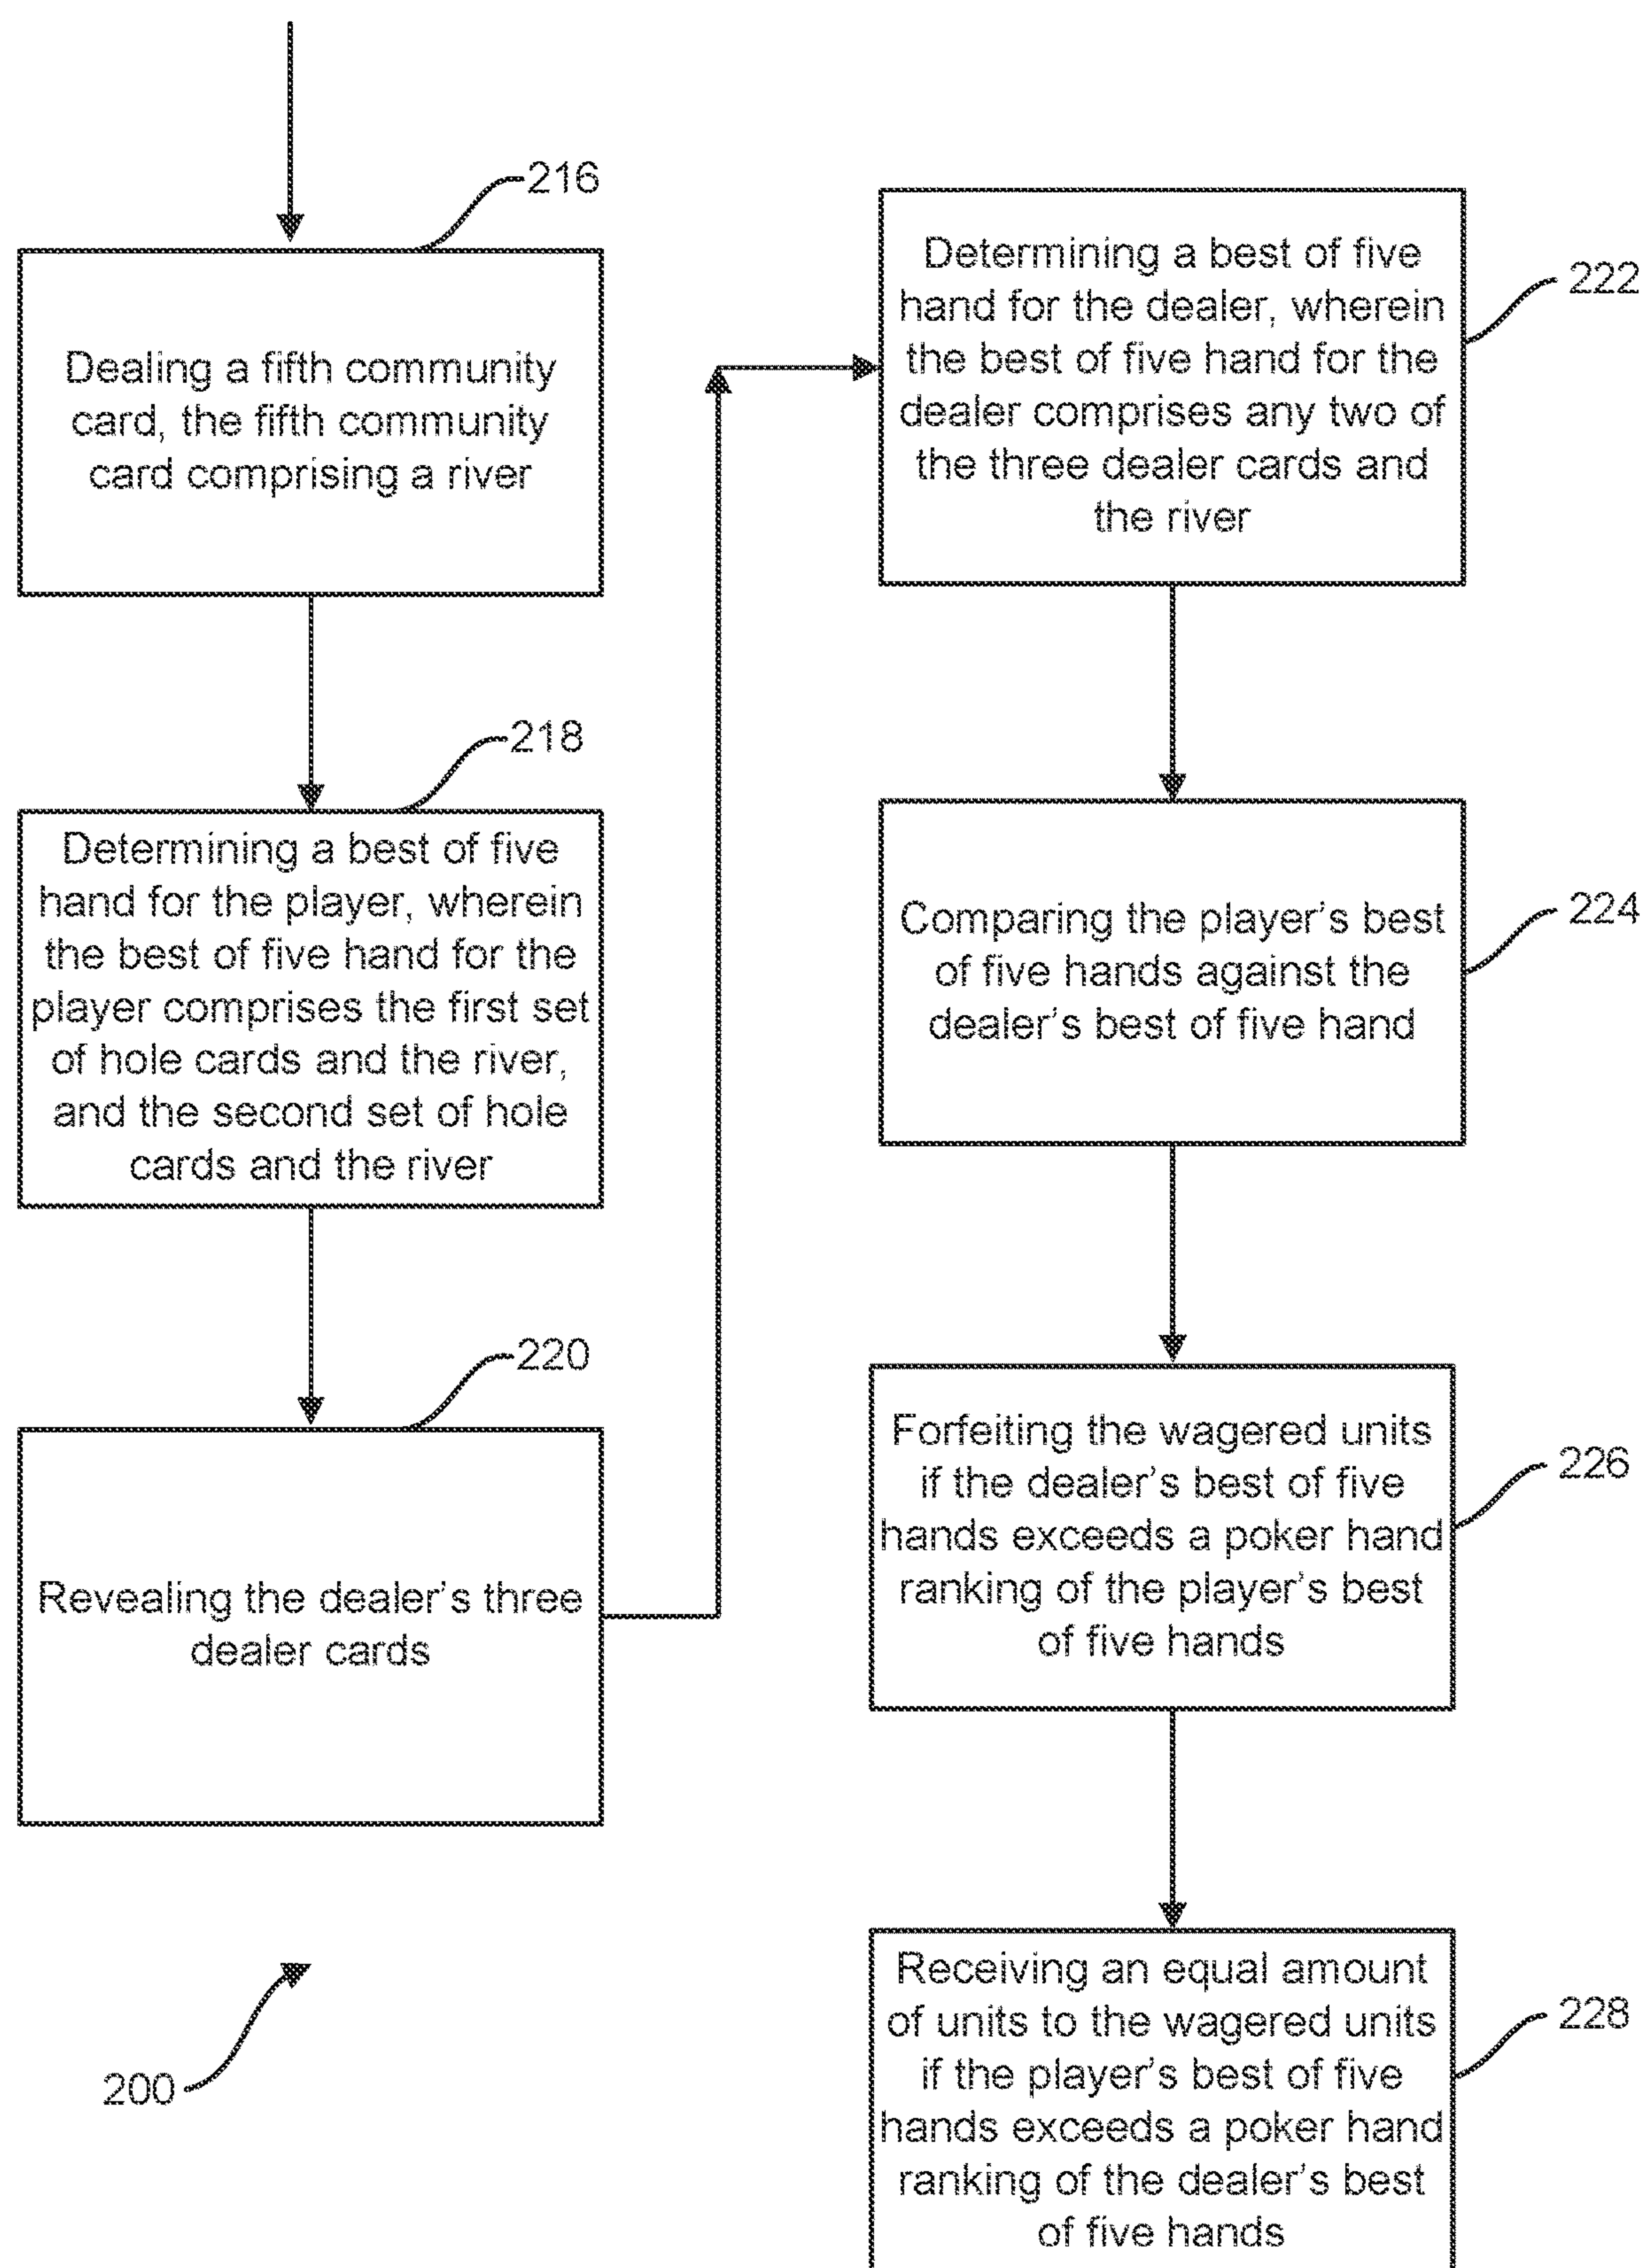 216
Dealing a fifth community
card, the fifth community
card comprising a river
218
Determining a best of five
hand for the player, wherein
the best of five hand for the
player comprises the first set
of hole cards and the river,
and the second set of hole
cards and the river
220
Revealing the dealer's three
dealer cards
200
222
Determining a best of five
hand for the dealer, wherein
the best of five hand for the
dealer comprises any two of
the three dealer cards and
the river
224
Comparing the player's best
of five hands against the
dealer's best of five hand
226
Forfeiting the wagered units
if the dealer's best of five
hands exceeds a poker hand
ranking of the player's best
of five hands
228
Receiving an equal amount
of units to the wagered units
if the player's best of five
hands exceeds a poker hand
ranking of the dealer's best
of five hands